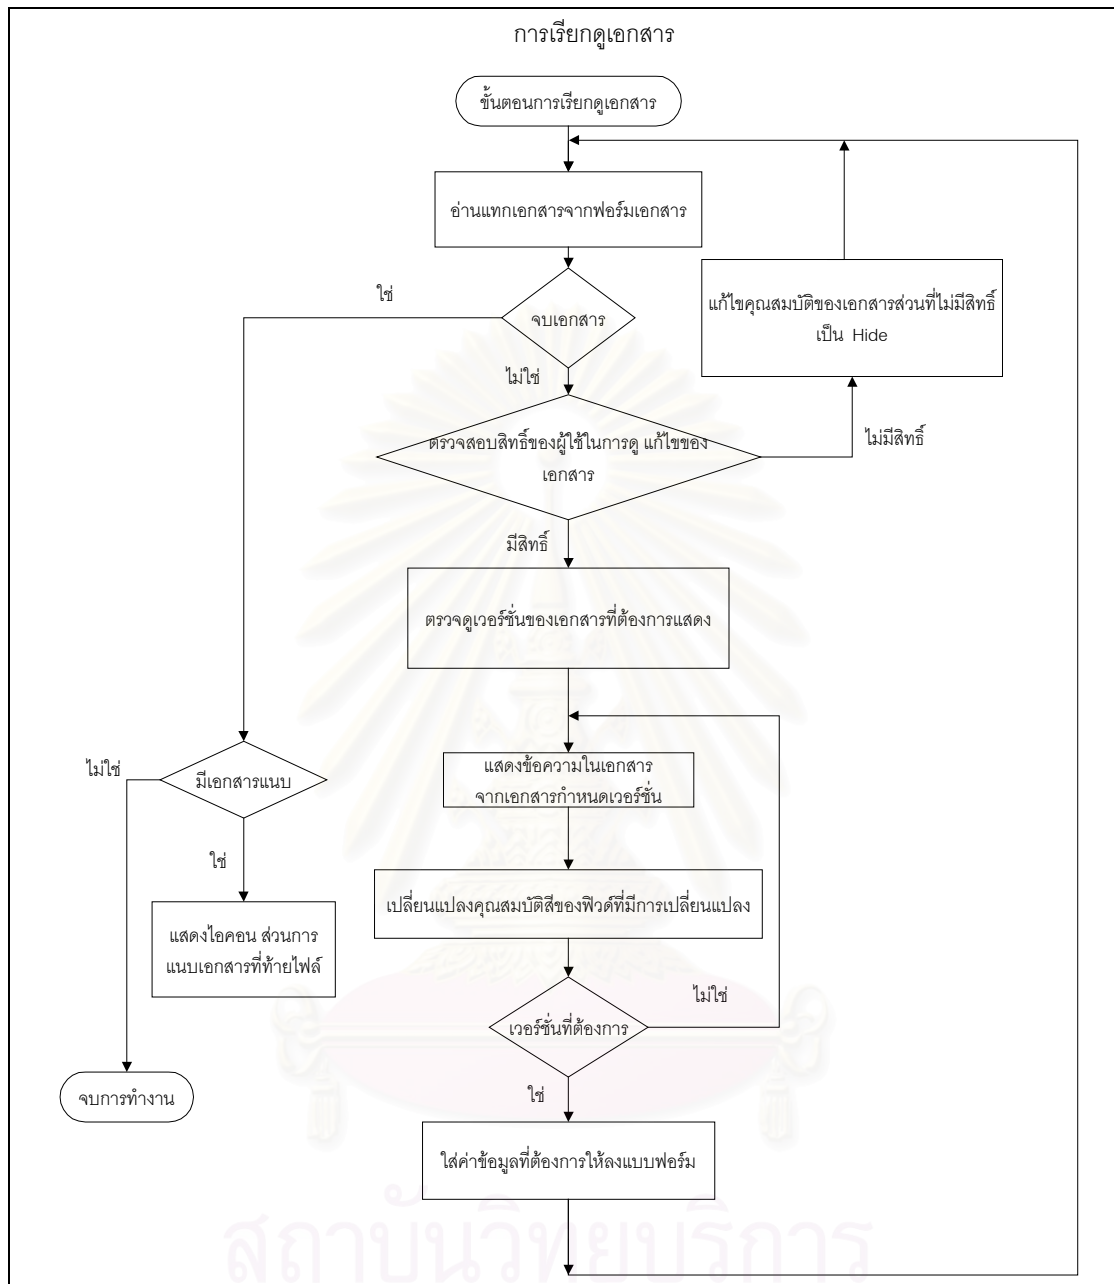 การเรียกดูเอกสาร
ขั้นตอนการเรียกดูเอกสาร
อ่านแทกเอกสารจากฟอร์มเอกสาร
ใช่
จบเอกสาร
แก้ไขคุณสมบัติของเอกสารส่วนที่ไม่มีสิทธิ์
เป็น Hide
ไม่ใช่
ตรวจสอบสิทธิ์ของผู้ใช้ในการดู แก้ไขของ
เอกสาร
ไม่มีสิทธิ์
มีสิทธิ์
ตรวจดูเวอร์ชั่นของเอกสารที่ต้องการแสดง
ไม่ใช่
มีเอกสารแนบ
แสดงข้อความในเอกสาร
จากเอกสารกำหนดเวอร์ชั่น
ใช่
เปลี่ยนแปลงคุณสมบัติสีของฟิวด์ที่มีการเปลี่ยนแปลง
แสดงไอคอน ส่วนการ
แนบเอกสารที่ท้ายไฟล์
ไม่ใช่
เวอร์ชั่นที่ต้องการ
จบการทำงาน
ใช่
ใส่ค่าข้อมูลที่ต้องการให้ลงแบบฟอร์ม
สถาบันวิทยบริการ